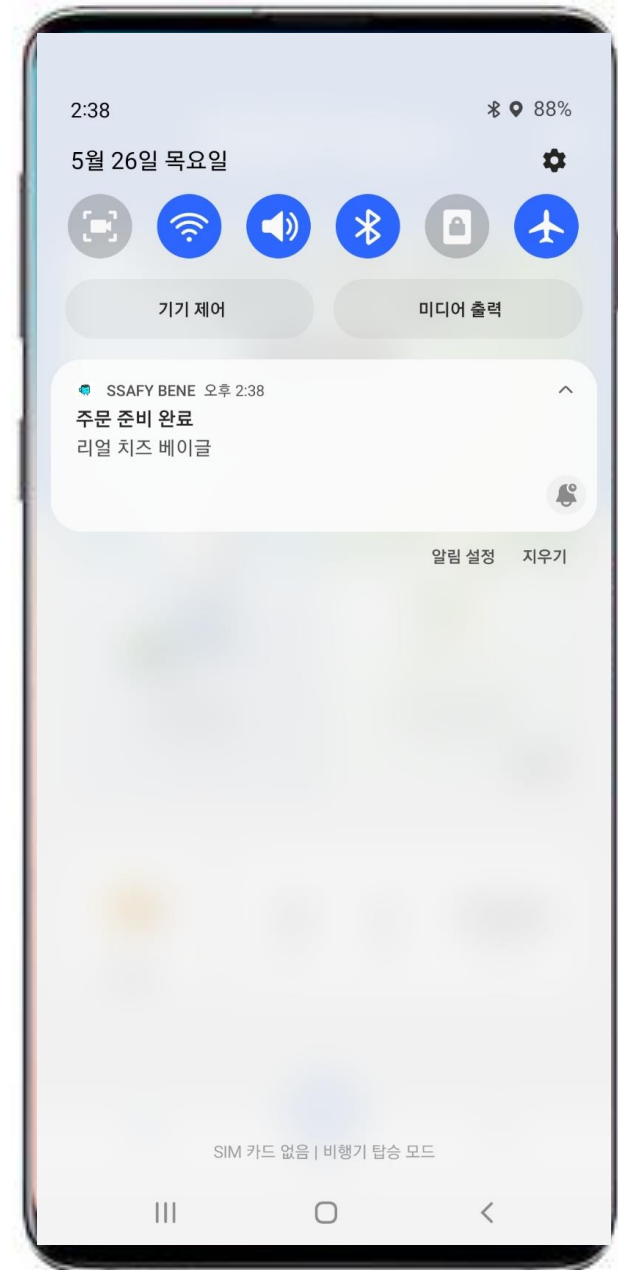 2:38 88%
5월 26일 목요일
기기 제어 미디어 출력
SSAFY BENE 오후 2:38
주문 준비 완료
리얼 치즈 베이글
알림 설정 지우기
SIM 카드 없음 | 비행기 탑승 모드